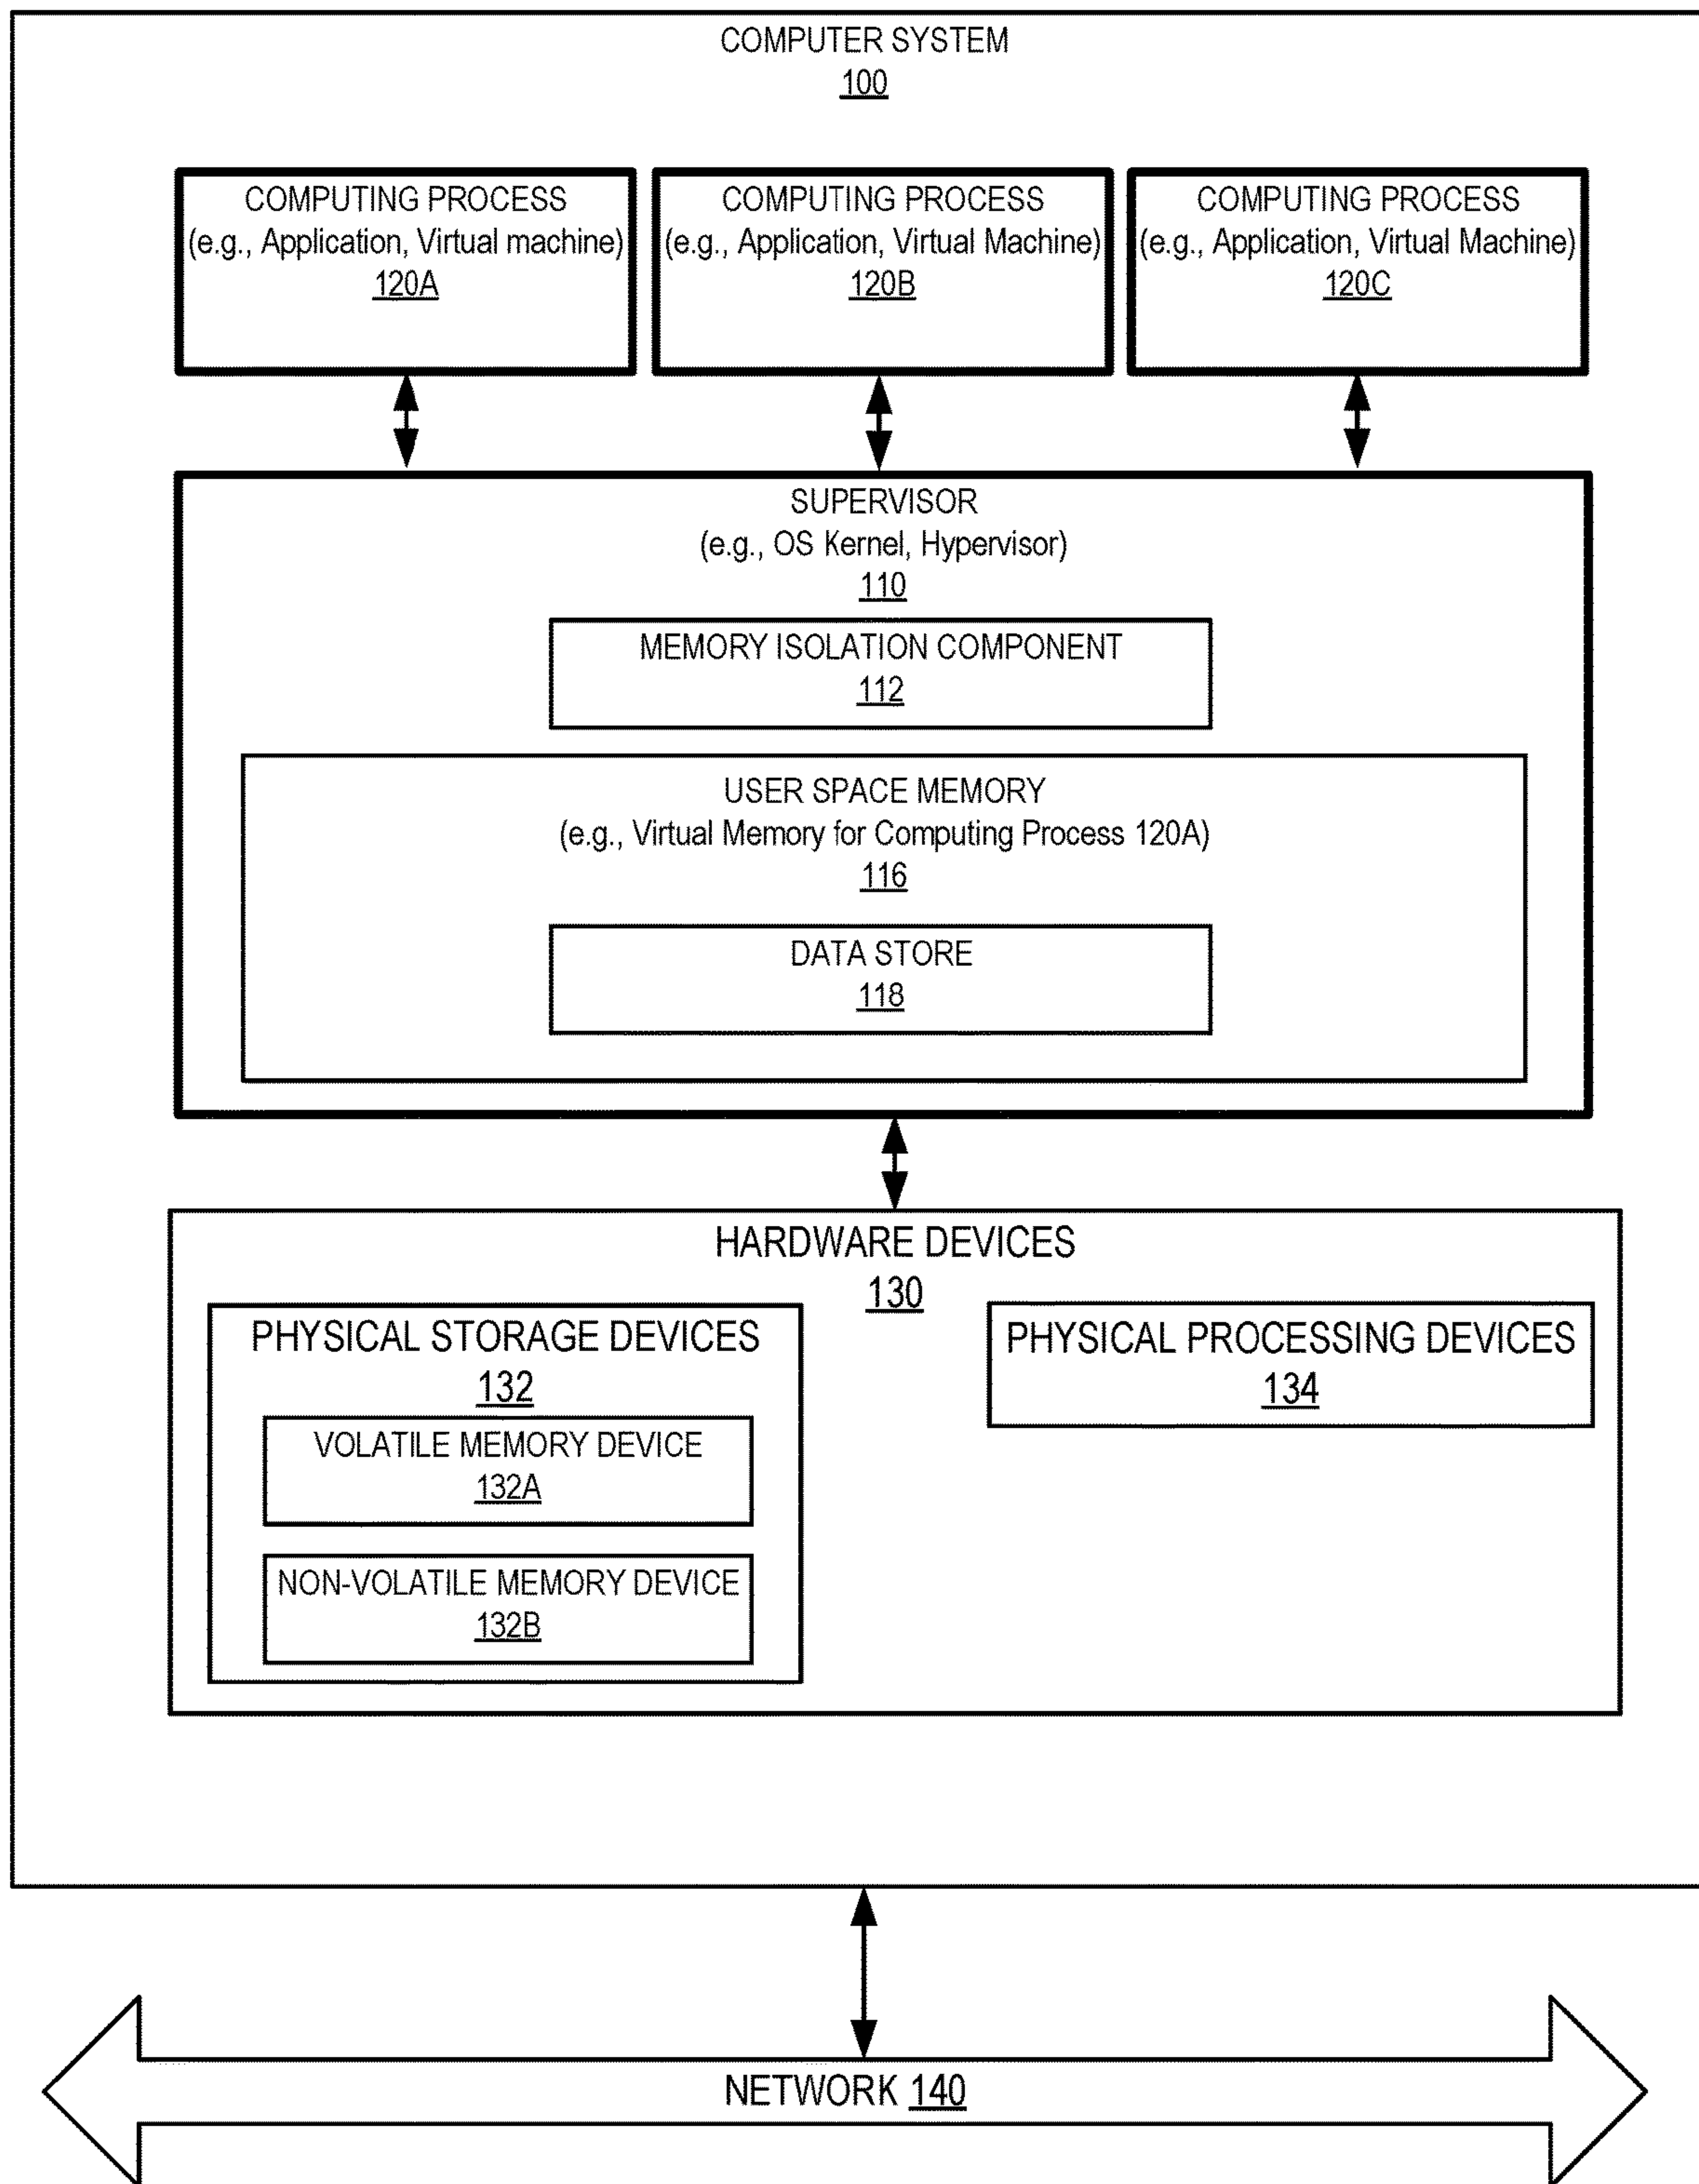 COMPUTER SYSTEM
100
COMPUTING PROCESS
(e.g., Application, Virtual machine)
120A
COMPUTING PROCESS
(e.g., Application, Virtual Machine)
120B
COMPUTING PROCESS
(e.g., Application, Virtual Machine)
120C
SUPERVISOR
(e.g., OS Kernel, Hypervisor)
110
MEMORY ISOLATION COMPONENT
112
USER SPACE MEMORY
(e.g., Virtual Memory for Computing Process 120A)
116
DATA STORE
118
HARDWARE DEVICES
130
PHYSICAL STORAGE DEVICES
132
VOLATILE MEMORY DEVICE
132A
NON-VOLATILE MEMORY DEVICE
132B
PHYSICAL PROCESSING DEVICES
134
NETWORK 140